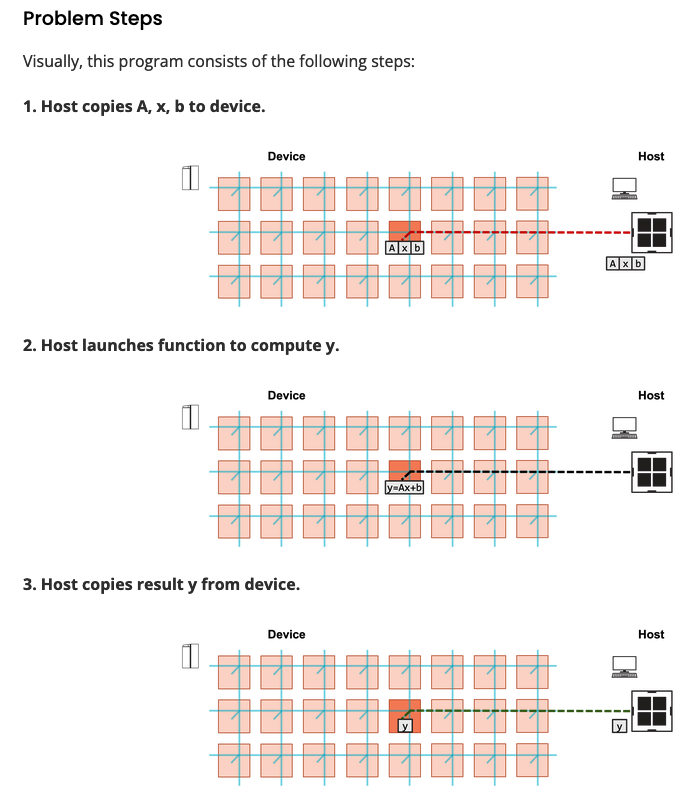 Problem Steps
Visually, this program consists of the following steps:
1. Host copies A, x, b to device.
Device
Host
A x b
A x b
2. Host launches function to compute y.
Device
Host
y=Ax+b
3. Host copies result y from device.
Device
Host
y
y